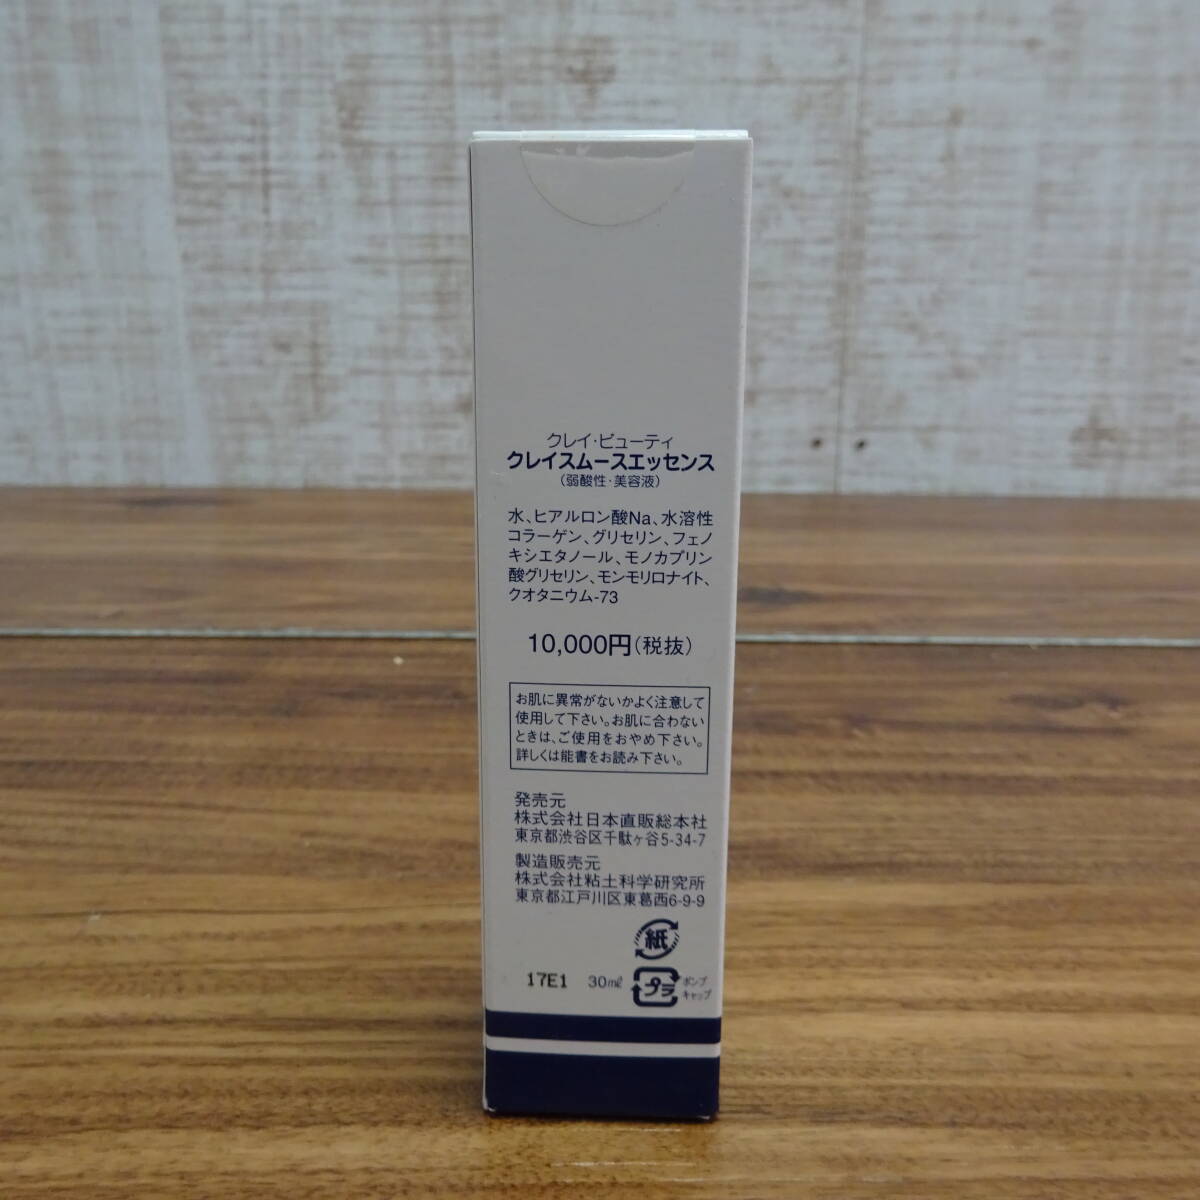 クレイ・ビューティ
クレイスムースエッセンス
（弱酸性・美容液）
水、ヒアルロン酸Na、水溶性
コラーゲン、グリセリン、フェノ
キシエタノール、モノカプリン
酸グリセリン、モンモリロナイト、
クオタニウム-73
10,000円（税抜）
お肌に異常がないかよく注意して
使用して下さい。お肌に合わない
ときは、ご使用をおやめ下さい。
詳しくは能書をお読み下さい。
発売元
株式会社日本直販総本社
東京都渋谷区千駄ヶ谷5-34-7
製造販売元
株式会社粘土科学研究所
東京都江戸川区東葛西6-9-9
紙
17E1 30㎖ プラ ポンプ
キャップ